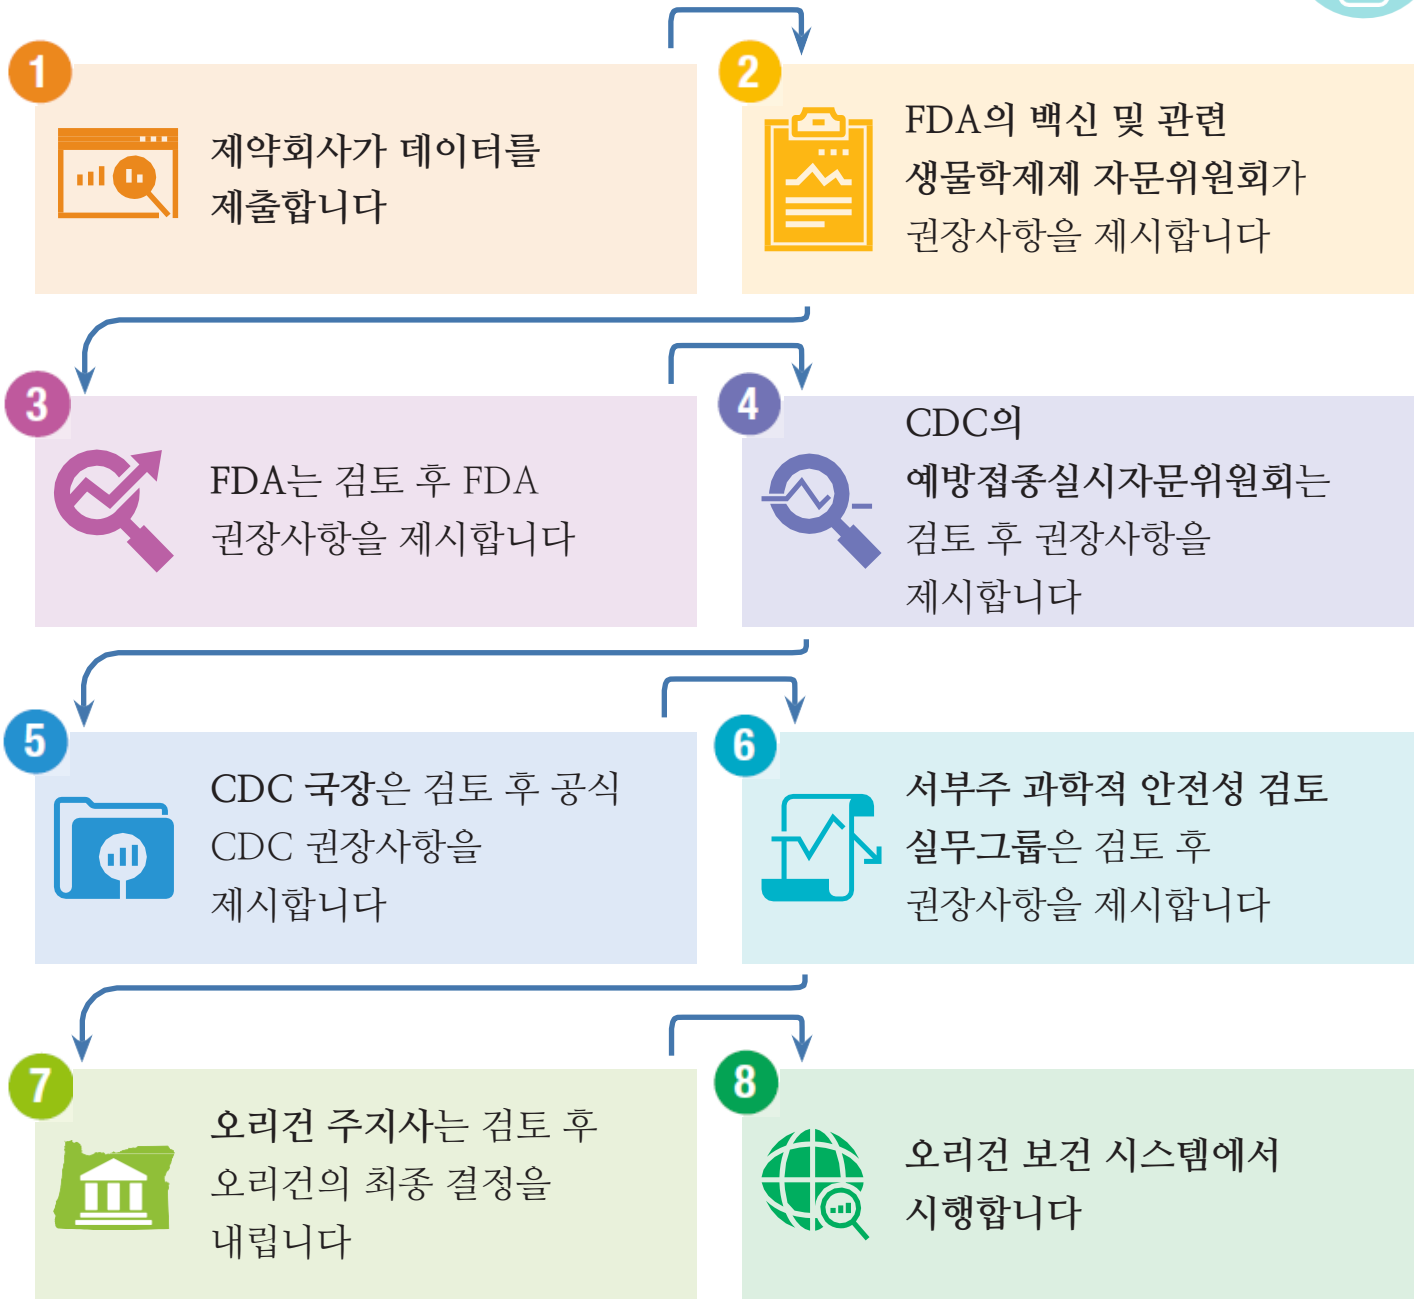 1
제약회사가 데이터를
제출합니다
2
FDA의 백신 및 관련
생물학제제 자문위원회가
권장사항을 제시합니다
3
FDA는 검토 후 FDA
권장사항을 제시합니다
4
CDC의
예방접종실시자문위원회는
검토 후 권장사항을
제시합니다
5
CDC 국장은 검토 후 공식
CDC 권장사항을
제시합니다
6
서부주 과학적 안전성 검토
실무그룹은 검토 후
권장사항을 제시합니다
7
오리건 주지사는 검토 후
오리건의 최종 결정을
내립니다
8
오리건 보건 시스템에서
시행합니다